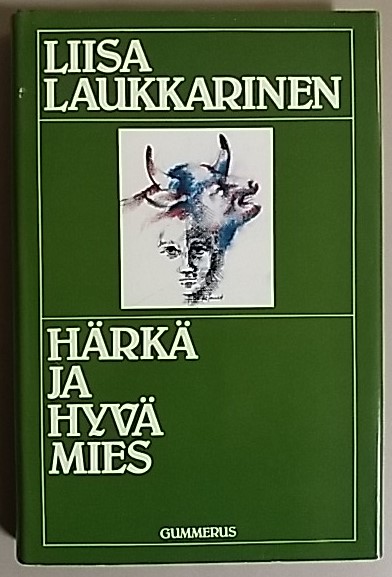 LIISA
LAUKKARINEN
HÄRKÄ
JA
HYVÄ
MIES
GUMMERUS